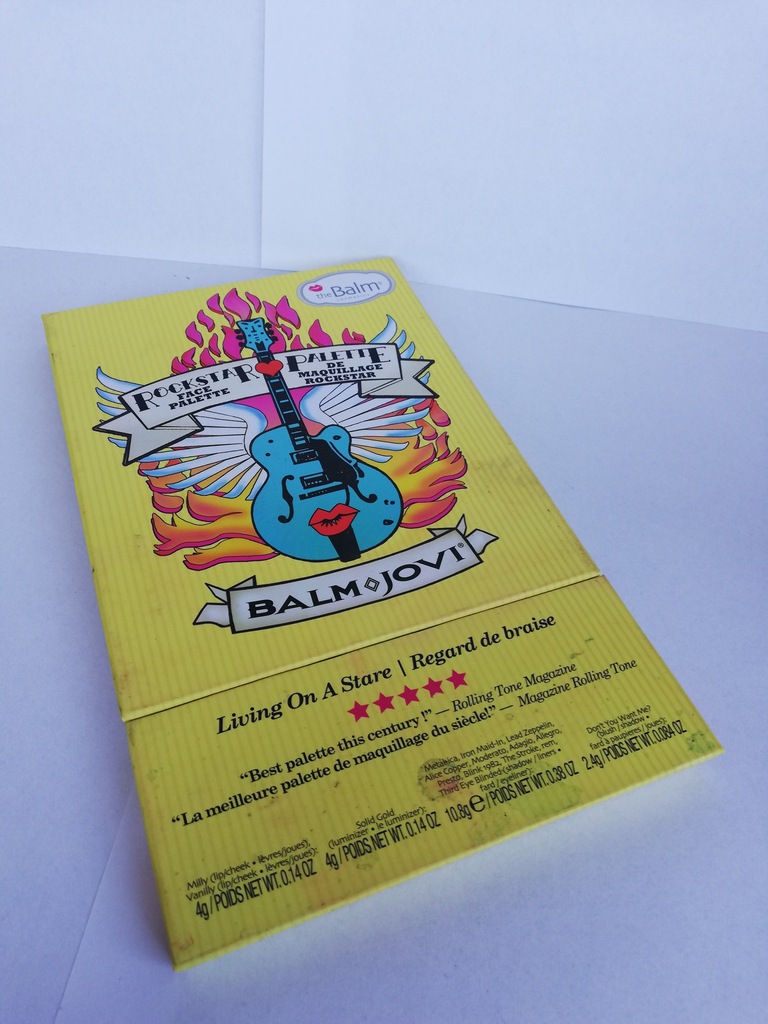 theBalm®
cosmetics
ROCKSTAR
FACE
PALETTE
PALETTE
DE
MAQUILLAGE
ROCKSTAR
BALM JOVI®
Living On A Stare | Regard de braise
“Best palette this century !” — Rolling Tone Magazine
“La meilleure palette de maquillage du siècle!” — Magazine Rolling Tone
Milly (lip/cheek • lèvres/joues),
Vanilly (lip/cheek • lèvres/joues):
4g/POIDS NET WT. 0.14 OZ
Solid Gold
(luminizer • le luminizer):
4g/POIDS NET WT. 0.14 OZ
Metabica, Iron Maid-in, Lead Zeppelin,
Alice Copper, Moderato, Adagio, Allegro,
Presto, Blink 1982, The Stroke, rem,
Third Eye Blinded (shadow / liners •
fard / eyeliner):
10.8g e / POIDS NET WT. 0.38 OZ
Don't You Want Me?
(blush / shadow •
fard à paupières / joues):
2.4g/POIDS NET WT. 0.084 OZ